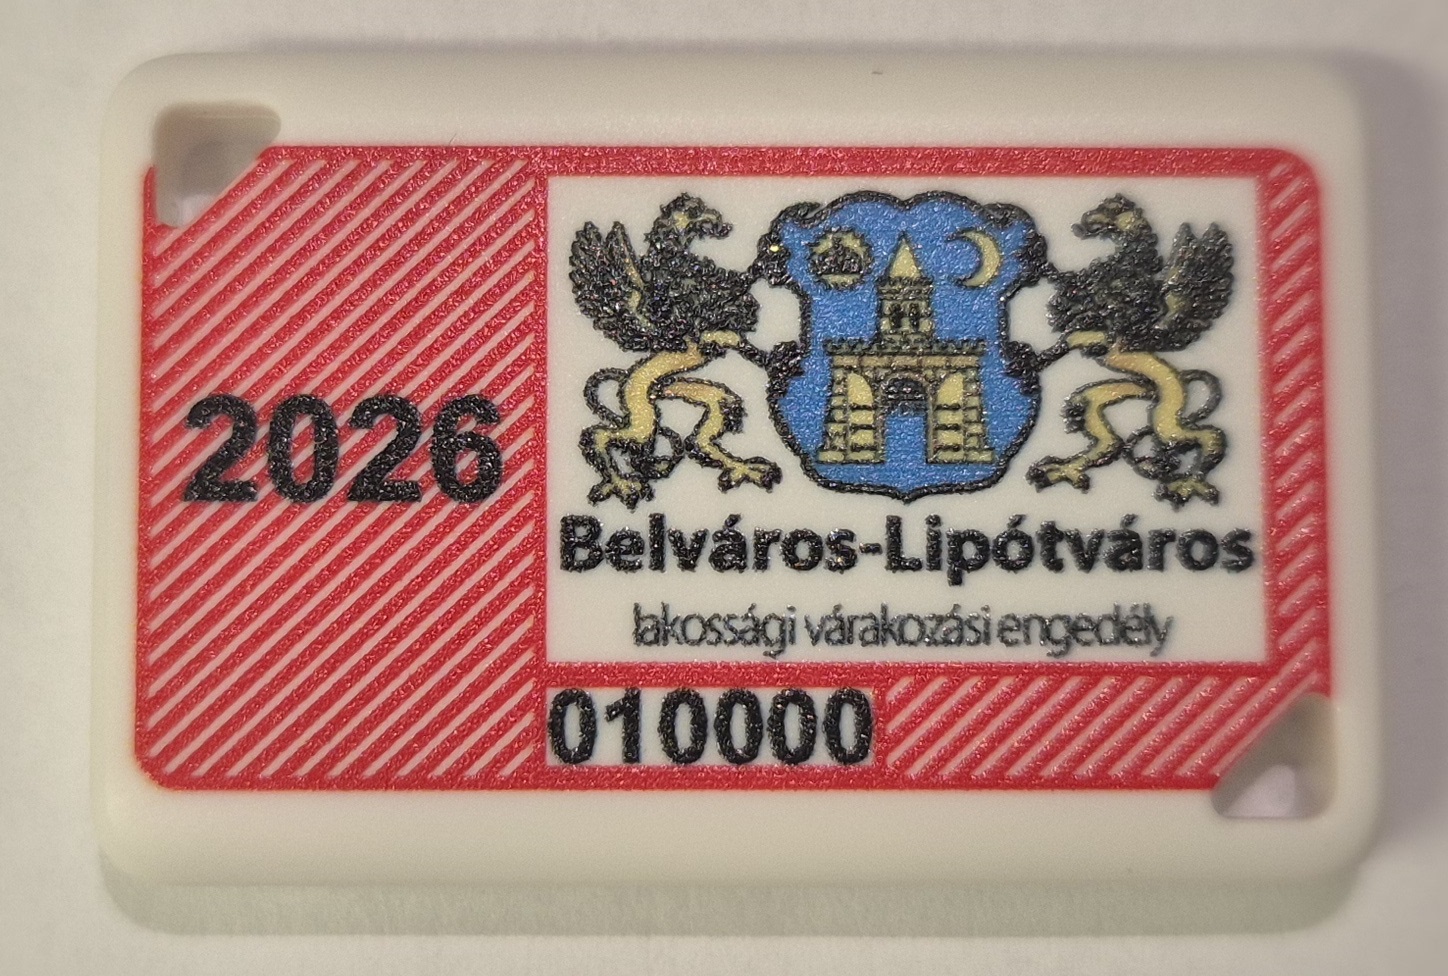 2026
Belváros-Lipótváros
lakossági várakozási engedély
010000